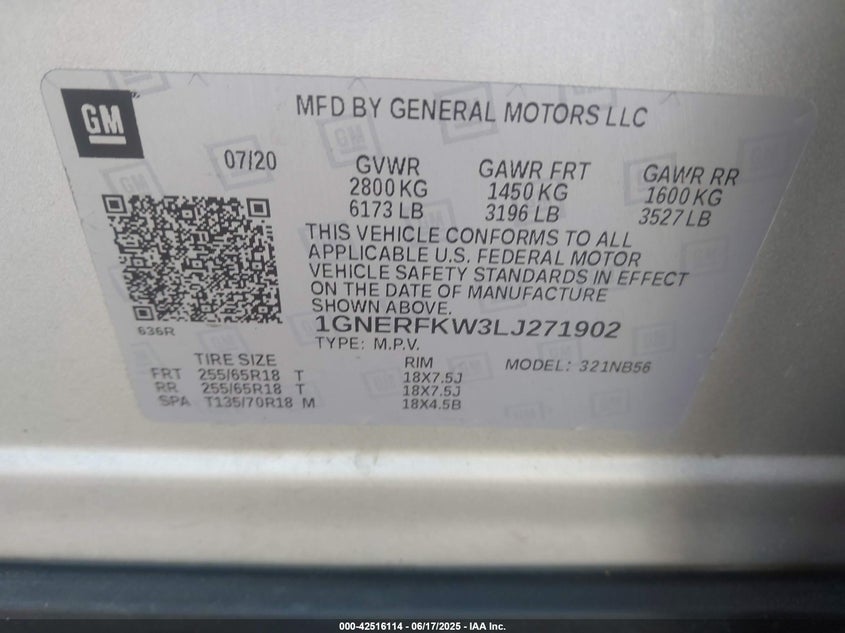 GM
MFD BY GENERAL MOTORS LLC
07/20
GVWR
2800 KG
6173 LB
GAWR FRT
1450 KG
3196 LB
GAWR RR
1600 KG
3527 LB
THIS VEHICLE CONFORMS TO ALL
APPLICABLE U.S. FEDERAL MOTOR
VEHICLE SAFETY STANDARDS IN EFFECT
ON THE DATE OF MANUFACTURE
SHOWN ABOVE.
636R
1GNERFKW3LJ271902
TYPE: M.P.V.
TIRE SIZE RIM MODEL: 321NB56
FRT 255/65R18 T 18X7.5J
RR 255/65R18 T 18X7.5J
SPA T135/70R18 M 18X4.5B
000-42516114 - 06/17/2025 - IAA Inc.